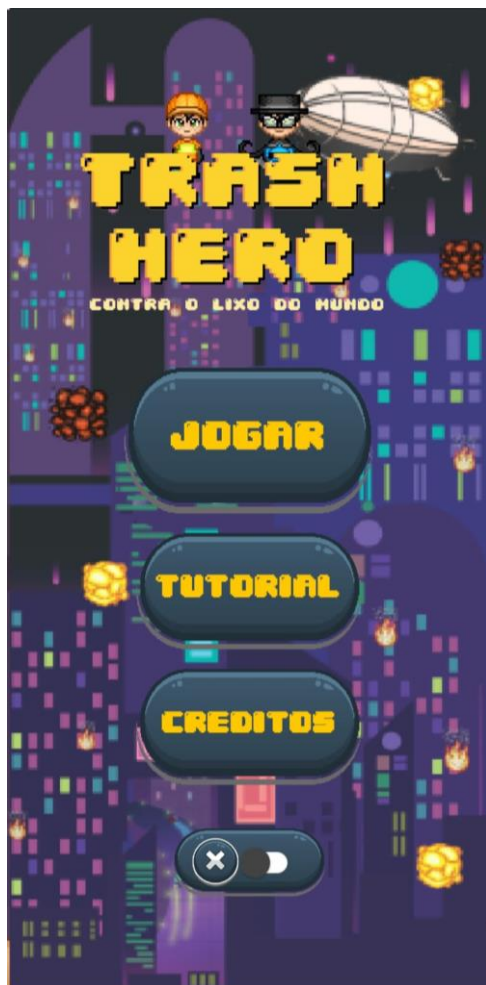 TRASH
HERO
CONTRA O LIXO DO MUNDO
JOGAR
TUTORIAL
CREDITOS